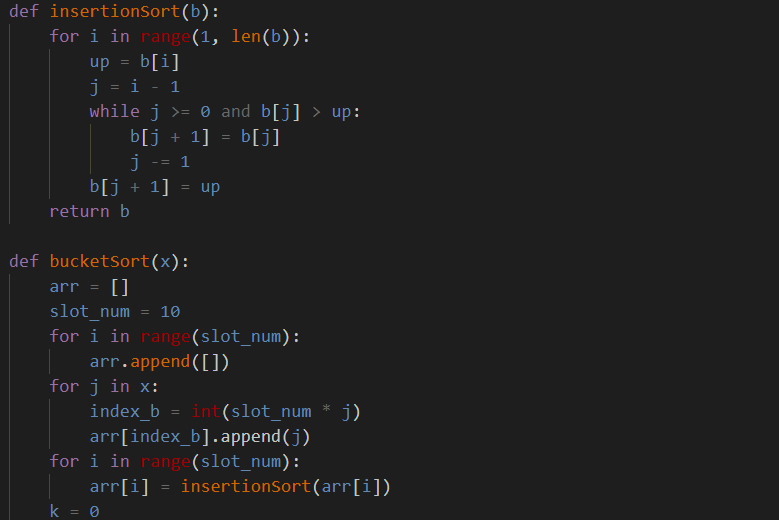 def insertionSort(b):
    for i in range(1, len(b)):
        up = b[i]
        j = i - 1
        while j >= 0 and b[j] > up:
            b[j + 1] = b[j]
            j -= 1
        b[j + 1] = up
    return b

def bucketSort(x):
    arr = []
    slot_num = 10
    for i in range(slot_num):
        arr.append([])
    for j in x:
        index_b = int(slot_num * j)
        arr[index_b].append(j)
    for i in range(slot_num):
        arr[i] = insertionSort(arr[i])
    k = 0